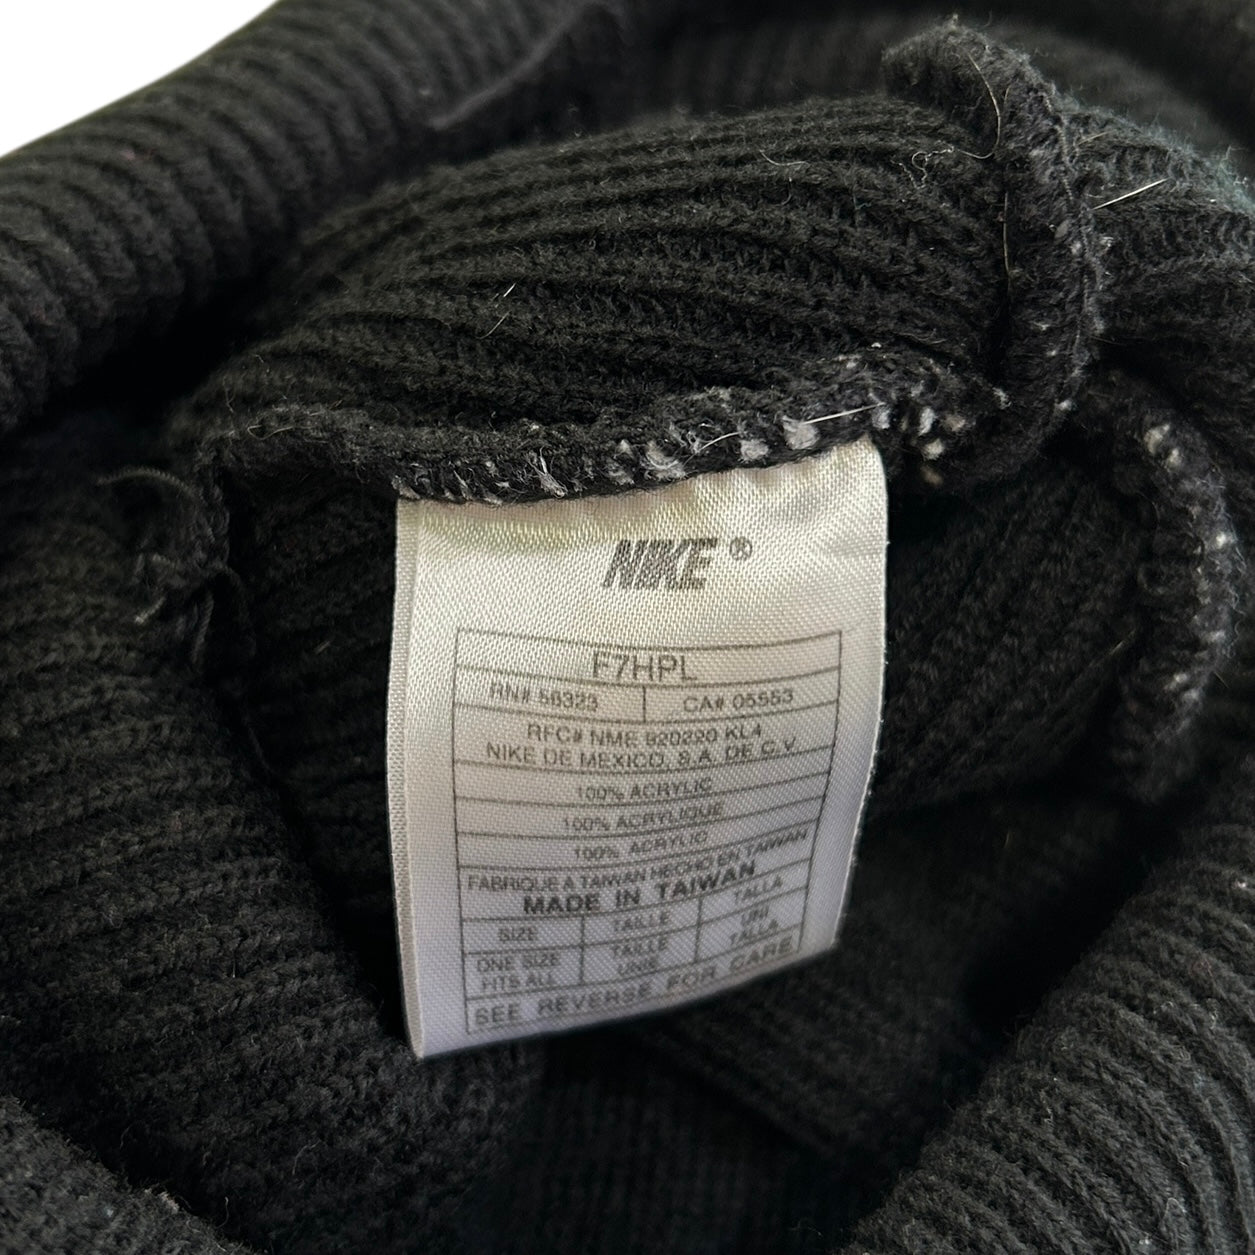 NIKE®
F7HPL
RN# 56323 CA# 05553
RFC# NME 920220 KL4
NIKE DE MEXICO, S.A. DE C.V.
100% ACRYLIC
100% ACRYLIQUE
100% ACRYLIC
FABRIQUE A TAIWAN HECHO EN TAIWAN
MADE IN TAIWAN
SIZE TAILLE TALLA
ONE SIZE TAILLE UNI
FITS ALL UNIE TALLA
SEE REVERSE FOR CARE